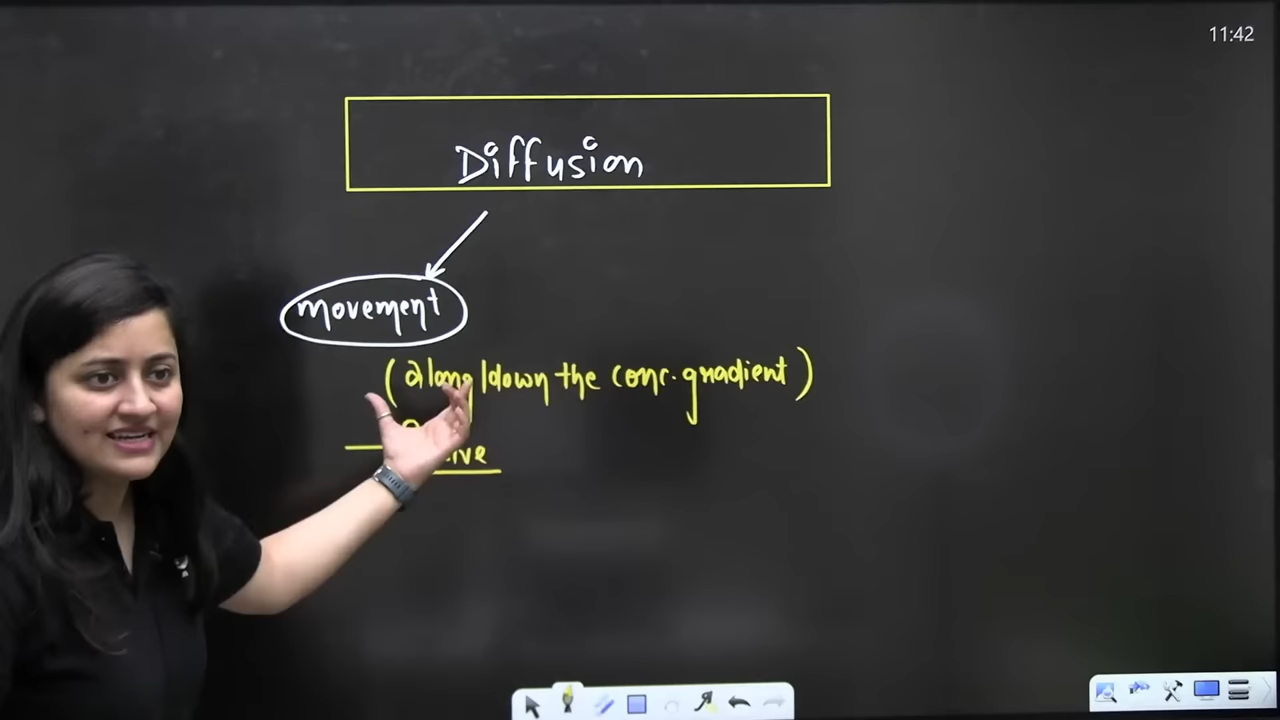 11:42
Diffusion
movement
(along/down the conc. gradient)